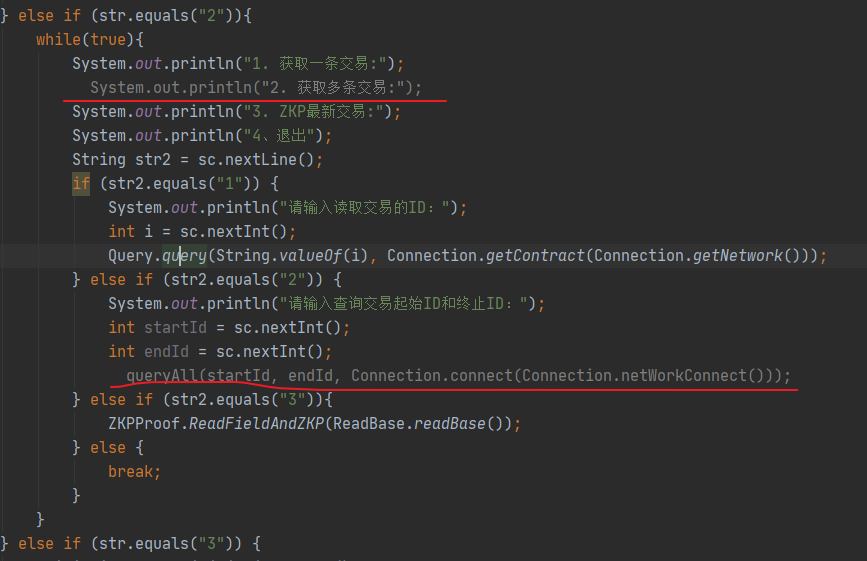 } else if (str.equals("2")){
while(true){
System.out.println("1. 获取一条交易:");
System.out.println("2. 获取多条交易:");
System.out.println("3. ZKP最新交易:");
System.out.println("4、退出");
String str2 = sc.nextLine();
if (str2.equals("1")) {
System.out.println("请输入读取交易的ID：");
int i = sc.nextInt();
Query.query(String.valueOf(i), Connection.getContract(Connection.getNetwork()));
} else if (str2.equals("2")) {
System.out.println("请输入查询交易起始ID和终止ID：");
int startId = sc.nextInt();
int endId = sc.nextInt();
queryAll(startId, endId, Connection.connect(Connection.netWorkConnect()));
} else if (str2.equals("3")){
ZKPProof.ReadFieldAndZKP(ReadBase.readBase());
} else {
break;
}
}
} else if (str.equals("3")) {